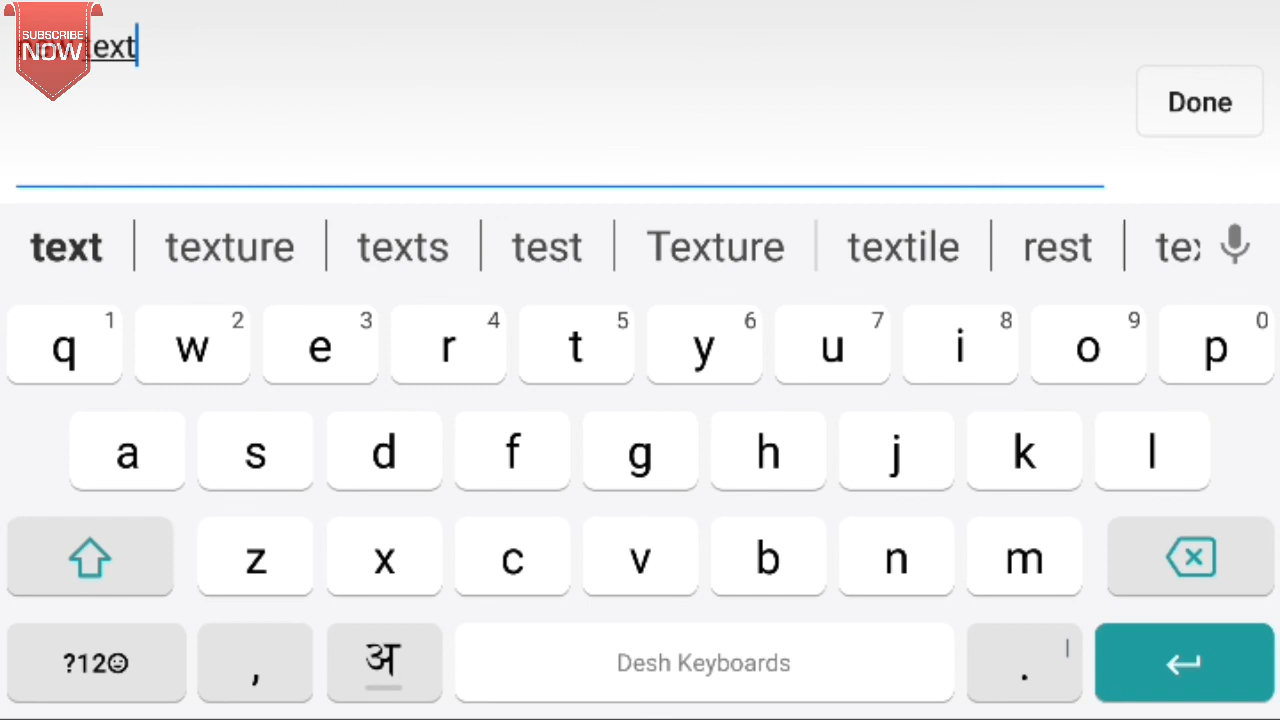 SUBSCRIBE
NOW
text
Done
text texture texts test Texture textile rest
q 1 w 2 e 3 r 4 t 5 y 6 u 7 i 8 o 9 p 0
a s d f g h j k l
z x c v b n m
?12☺ , अ Desh Keyboards . |